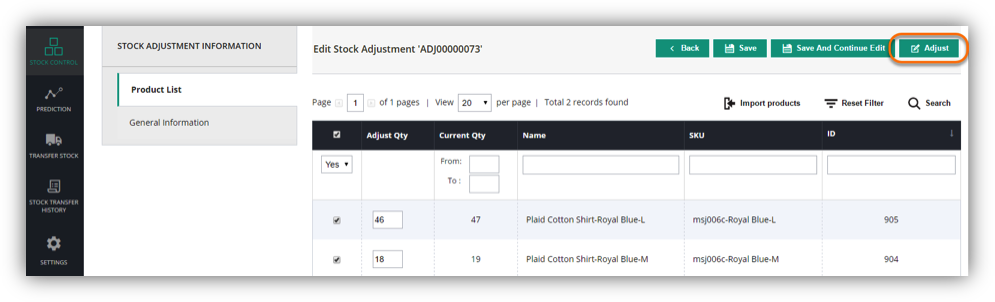 STOCK CONTROL
PREDICTION
TRANSFER STOCK
STOCK TRANSFER
HISTORY
SETTINGS
STOCK ADJUSTMENT INFORMATION
Product List
General Information
Edit Stock Adjustment 'ADJ00000073'
Back Save Save And Continue Edit Adjust
Page 1 of 1 pages | View 20 per page | Total 2 records found
Import products Reset Filter Search
Adjust Qty Current Qty Name SKU ID
Yes From:
To :
46 47 Plaid Cotton Shirt-Royal Blue-L msj006c-Royal Blue-L 905
18 19 Plaid Cotton Shirt-Royal Blue-M msj006c-Royal Blue-M 904